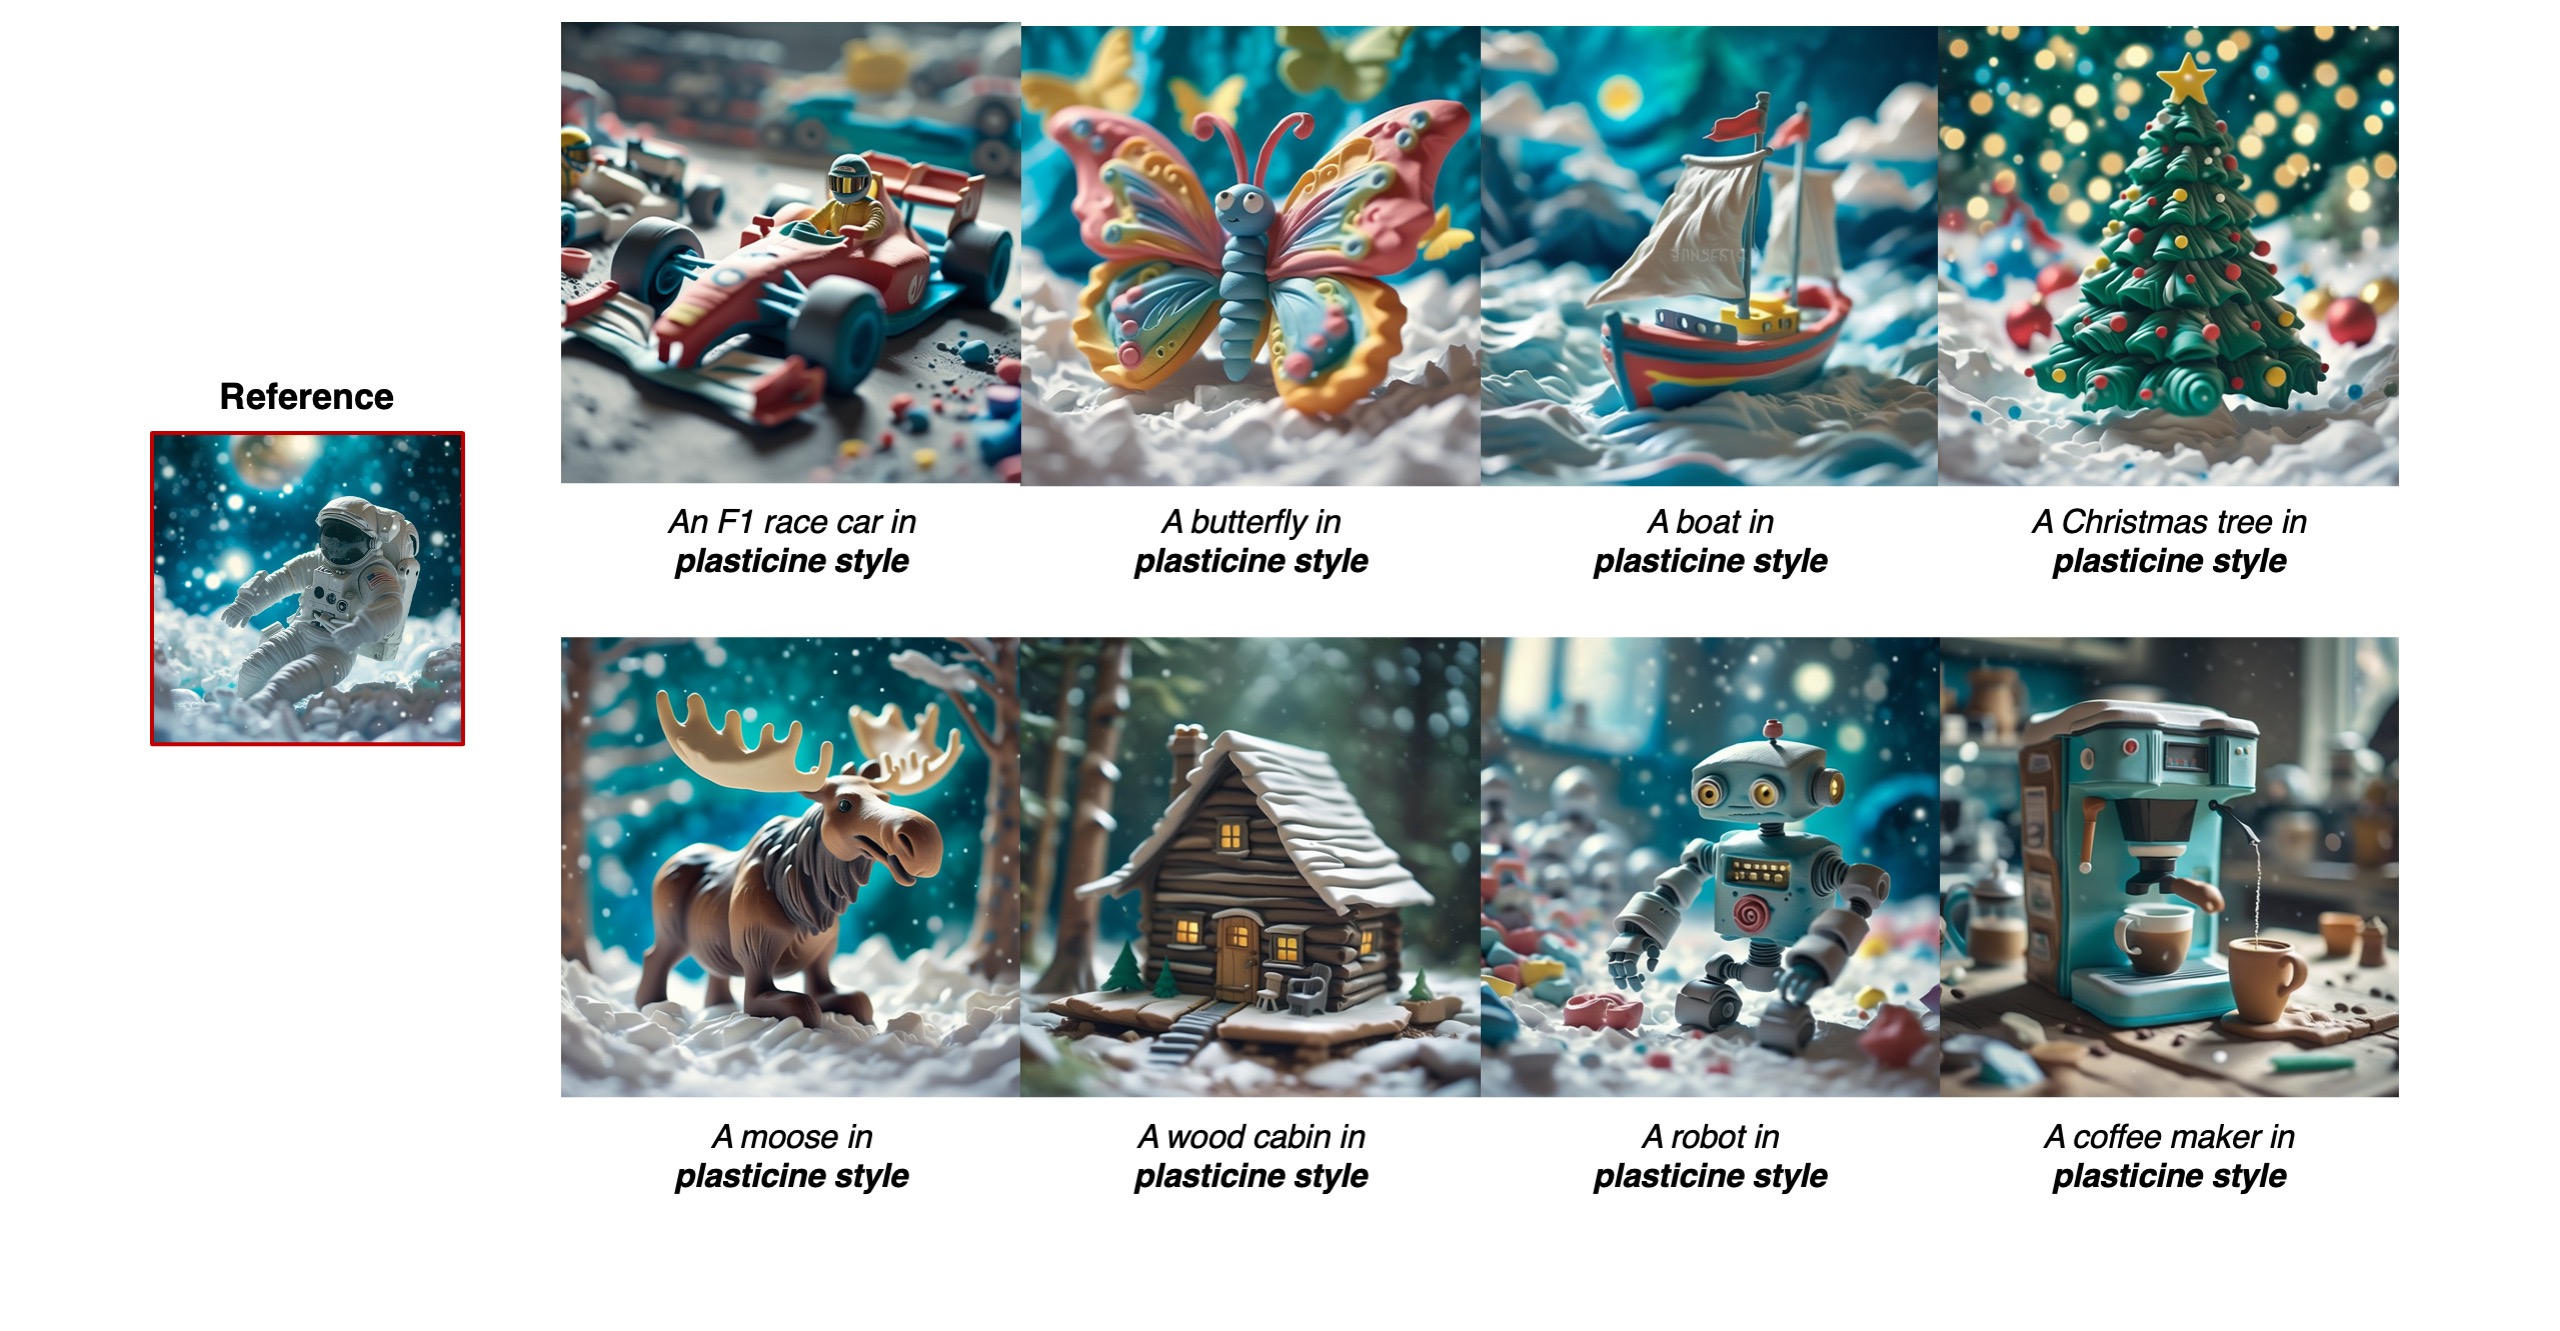 Reference
An F1 race car in
plasticine style
A butterfly in
plasticine style
A boat in
plasticine style
A Christmas tree in
plasticine style
A moose in
plasticine style
A wood cabin in
plasticine style
A robot in
plasticine style
A coffee maker in
plasticine style